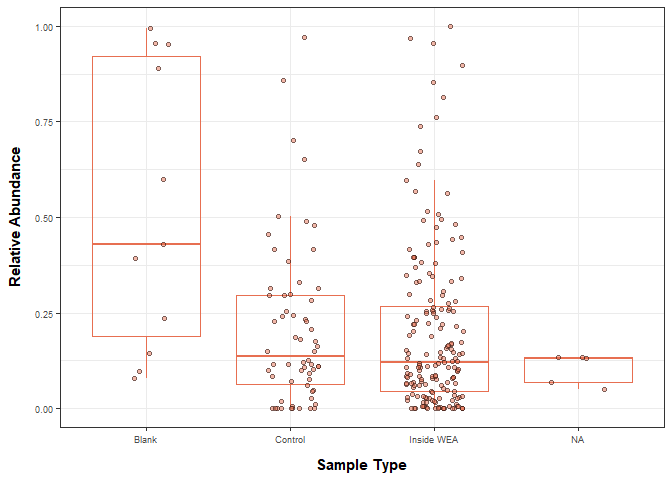 Relative Abundance
1.00
0.75
0.50
0.25
0.00
Blank
Control
Inside WEA
NA
Sample Type